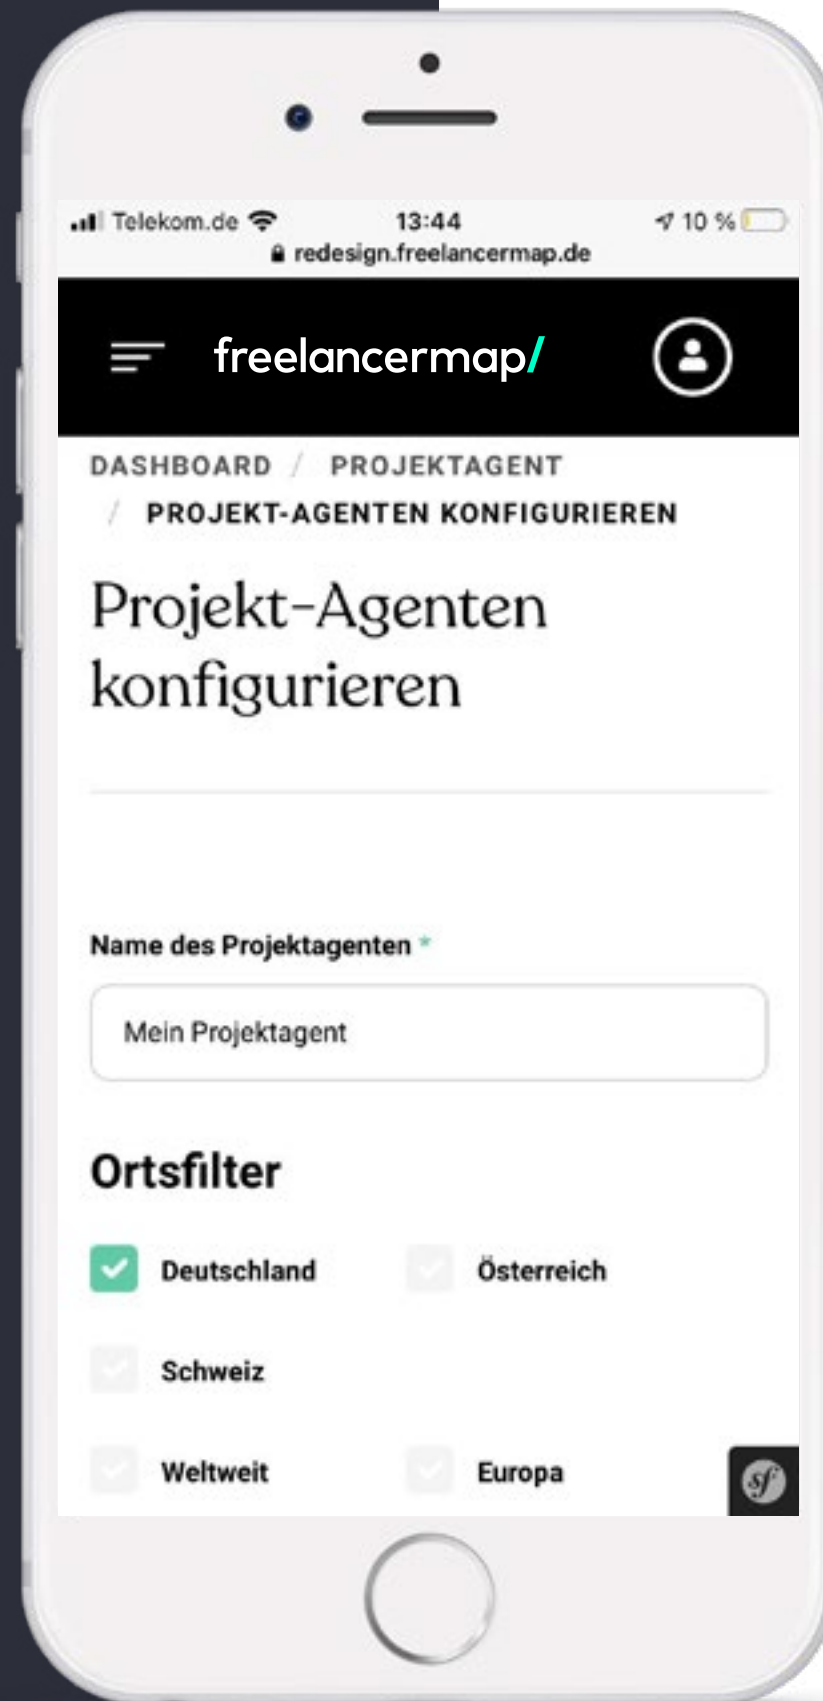 Telekom.de 13:44 10 %
redesign.freelancermap.de
freelancermap/
DASHBOARD / PROJEKTAGENT
/ PROJEKT-AGENTEN KONFIGURIEREN
Projekt-Agenten
konfigurieren
Name des Projektagenten *
Mein Projektagent
Ortsfilter
Deutschland Österreich
Schweiz
Weltweit Europa
sf